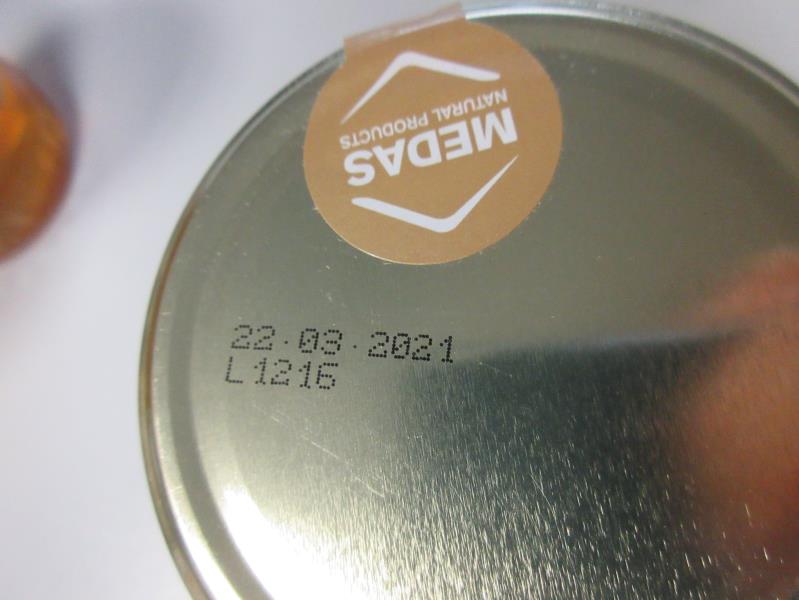 MEDAS
NATURAL PRODUCTS
22.03.2021
L1216